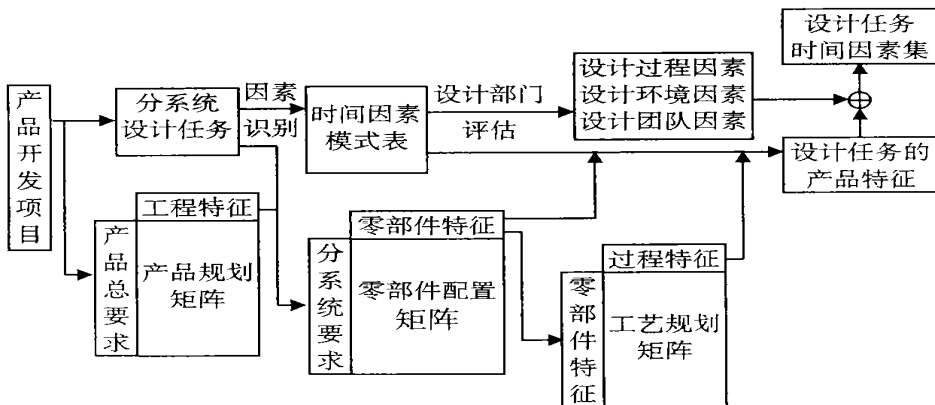 产品开发项目
分系统
设计任务
因素
识别
时间因素
模式表
设计部门
评估
设计过程因素
设计环境因素
设计团队因素
设计任务
时间因素集
设计任务的
产品特征
工程特征
产品总要求
产品规划
矩阵
零部件特征
分系统要求
零部件配置
矩阵
过程特征
零部件特征
工艺规划
矩阵